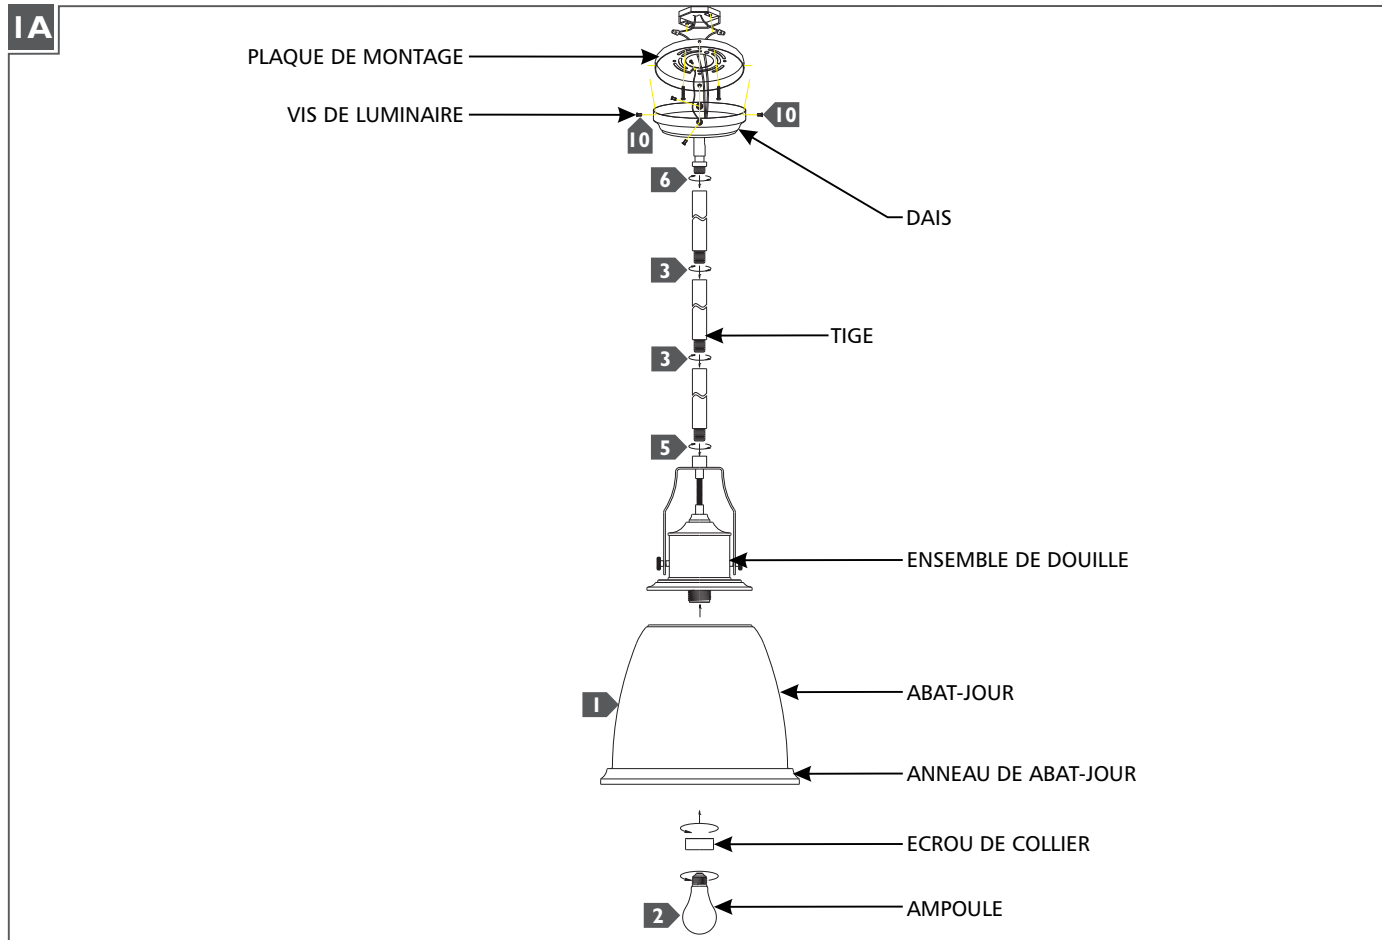 1A
PLAQUE DE MONTAGE
VIS DE LUMINAIRE
10
10
6
DAIS
3
TIGE
3
5
ENSEMBLE DE DOUILLE
ABAT-JOUR
1
ANNEAU DE ABAT-JOUR
ECROU DE COLLIER
AMPOULE
2